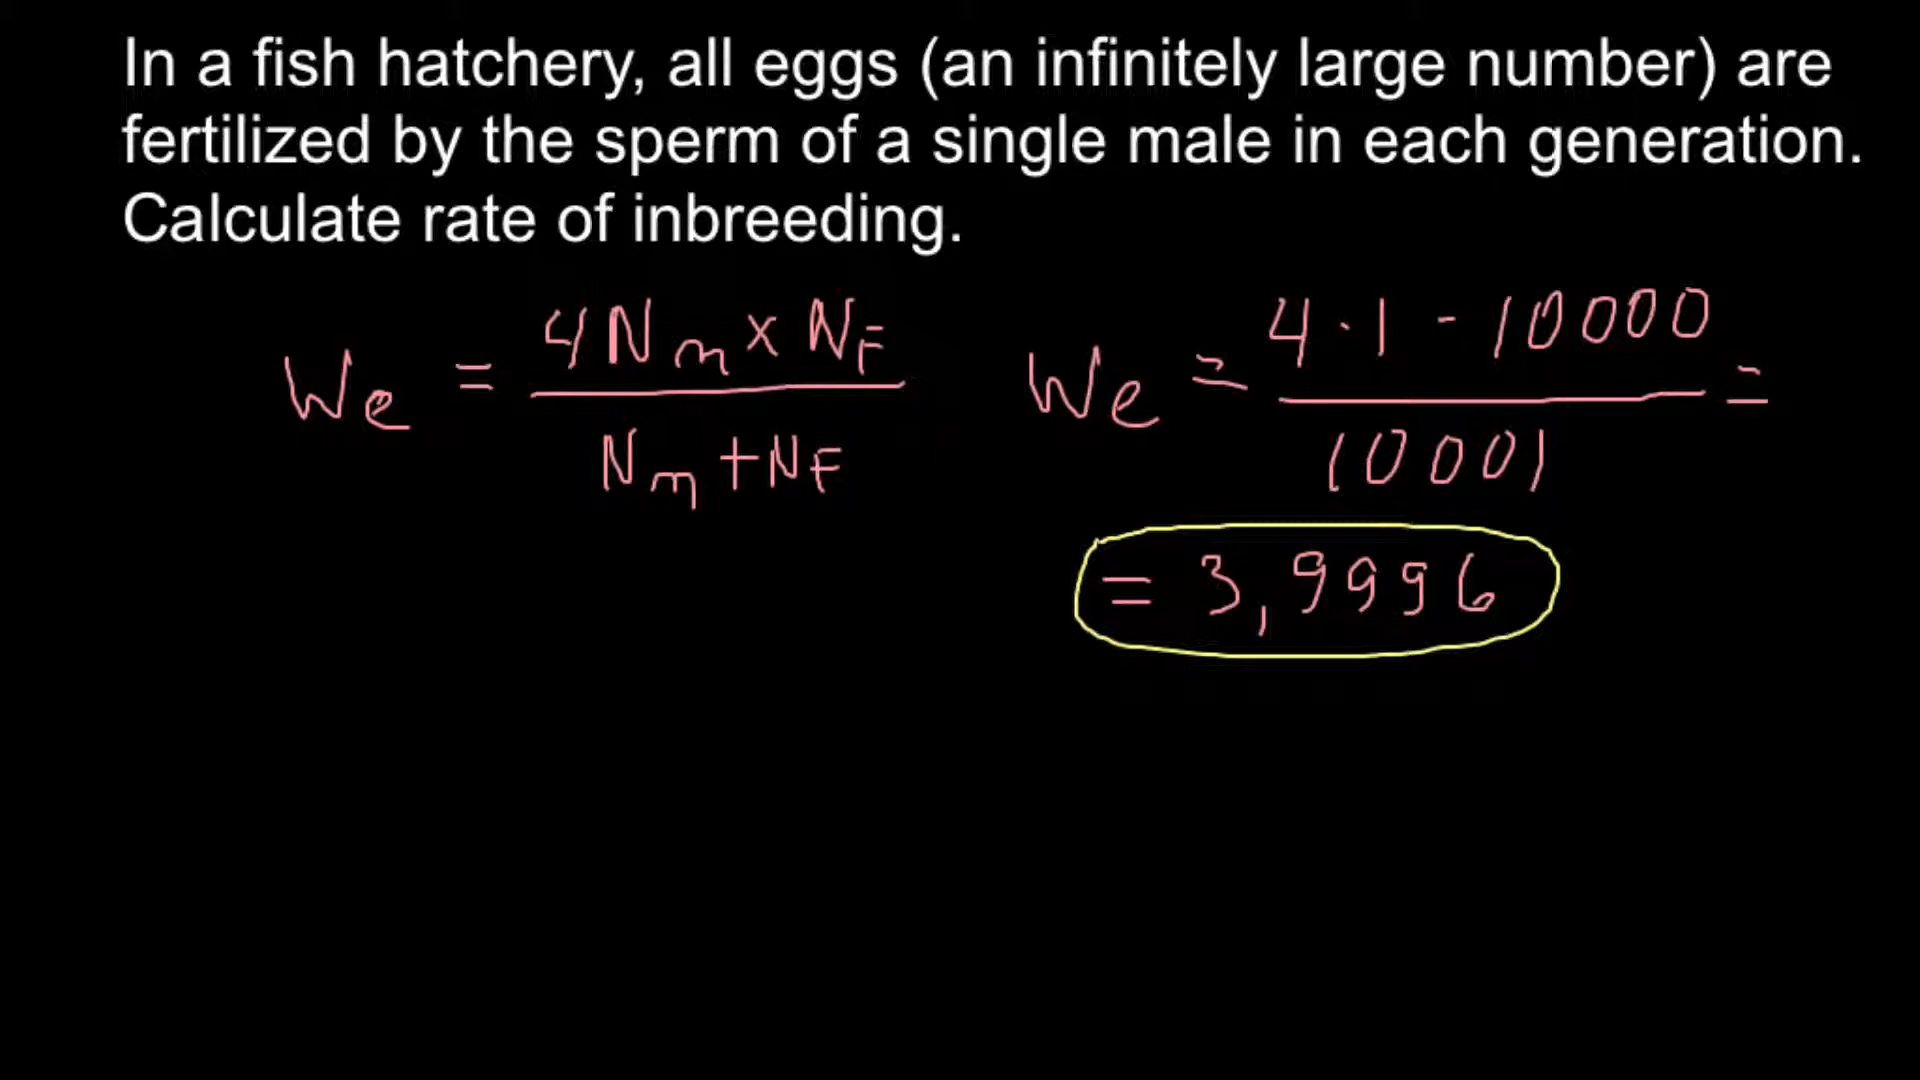 In a fish hatchery, all eggs (an infinitely large number) are
fertilized by the sperm of a single male in each generation.
Calculate rate of inbreeding.
We = 4Nm x NF / Nm + NF
We = 4 · 1 - 10000 / 10001 =
= 3,9996